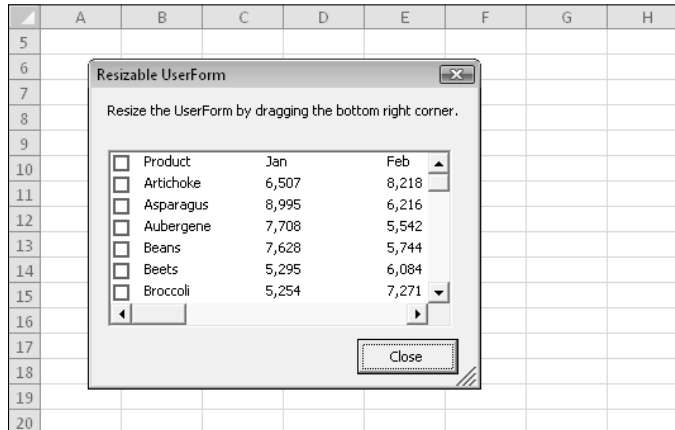 A B C D E F G H
5
6
Resizable UserForm
7
Resize the UserForm by dragging the bottom right corner.
8
9
Product Jan Feb
10
Artichoke 6,507 8,218
11
Asparagus 8,995 6,216
12
Aubergene 7,708 5,542
13
Beans 7,628 5,744
14
Beets 5,295 6,084
15
Broccoli 5,254 7,271
16
17
Close
18
19
20